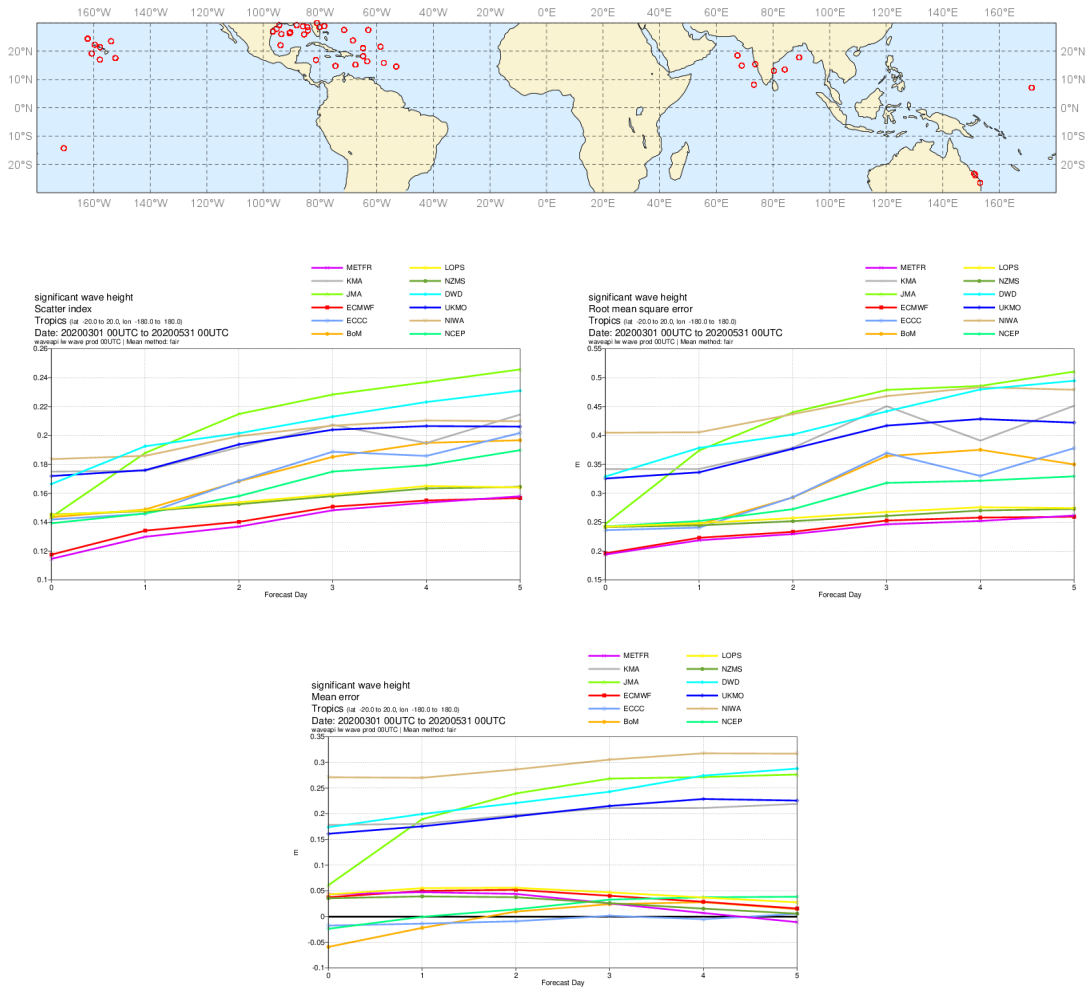 20°N 20°N
10°N 10°N
0°N 0°N
10°S 10°S
20°S 20°S
160°W 140°W 120°W 100°W 80°W 60°W 40°W 20°W 0°E 20°E 40°E 60°E 80°E 100°E 120°E 140°E 160°E
METFR LOPS
KMA NZMS
JMA DWD
ECMWF UKMO
ECCC NIWA
BoM NCEP
significant wave height
Scatter index
Tropics (lat -20.0 to 20.0, lon -180.0 to 180.0)
Date: 20200301 00UTC to 20200531 00UTC
waveapi lw wave prod 00UTC | Mean method: fair
0.26
0.24
0.22
0.2
0.18
0.16
0.14
0.12
0.1
0 1 2 3 4 5
Forecast Day
METFR LOPS
KMA NZMS
JMA DWD
ECMWF UKMO
ECCC NIWA
BoM NCEP
significant wave height
Root mean square error
Tropics (lat -20.0 to 20.0, lon -180.0 to 180.0)
Date: 20200301 00UTC to 20200531 00UTC
waveapi lw wave prod 00UTC | Mean method: fair
0.55
0.5
0.45
0.4
0.35
0.3
0.25
0.2
0.15
m
0 1 2 3 4 5
Forecast Day
METFR LOPS
KMA NZMS
JMA DWD
ECMWF UKMO
ECCC NIWA
BoM NCEP
significant wave height
Mean error
Tropics (lat -20.0 to 20.0, lon -180.0 to 180.0)
Date: 20200301 00UTC to 20200531 00UTC
waveapi lw wave prod 00UTC | Mean method: fair
0.35
0.3
0.25
0.2
0.15
0.1
0.05
0
-0.05
-0.1
m
0 1 2 3 4 5
Forecast Day